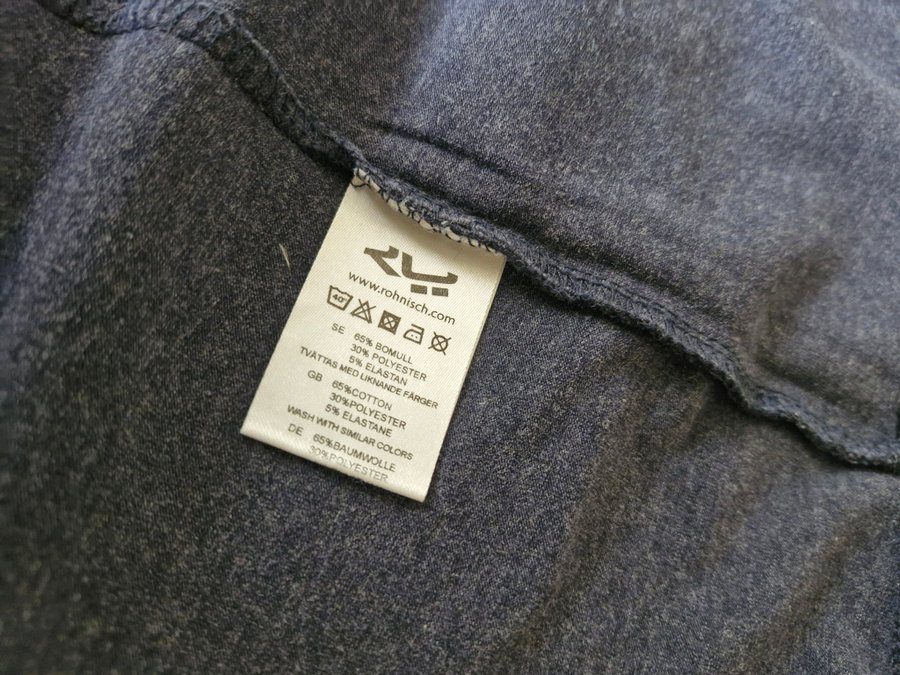 www.rohnisch.com
40°
SE 65% BOMULL
30% POLYESTER
5% ELASTAN
TVÄTTAS MED LIKNANDE FÄRGER
GB 65%COTTON
30%POLYESTER
5% ELASTANE
WASH WITH SIMILAR COLORS
DE 65%BAUMWOLLE
30%POLYESTER